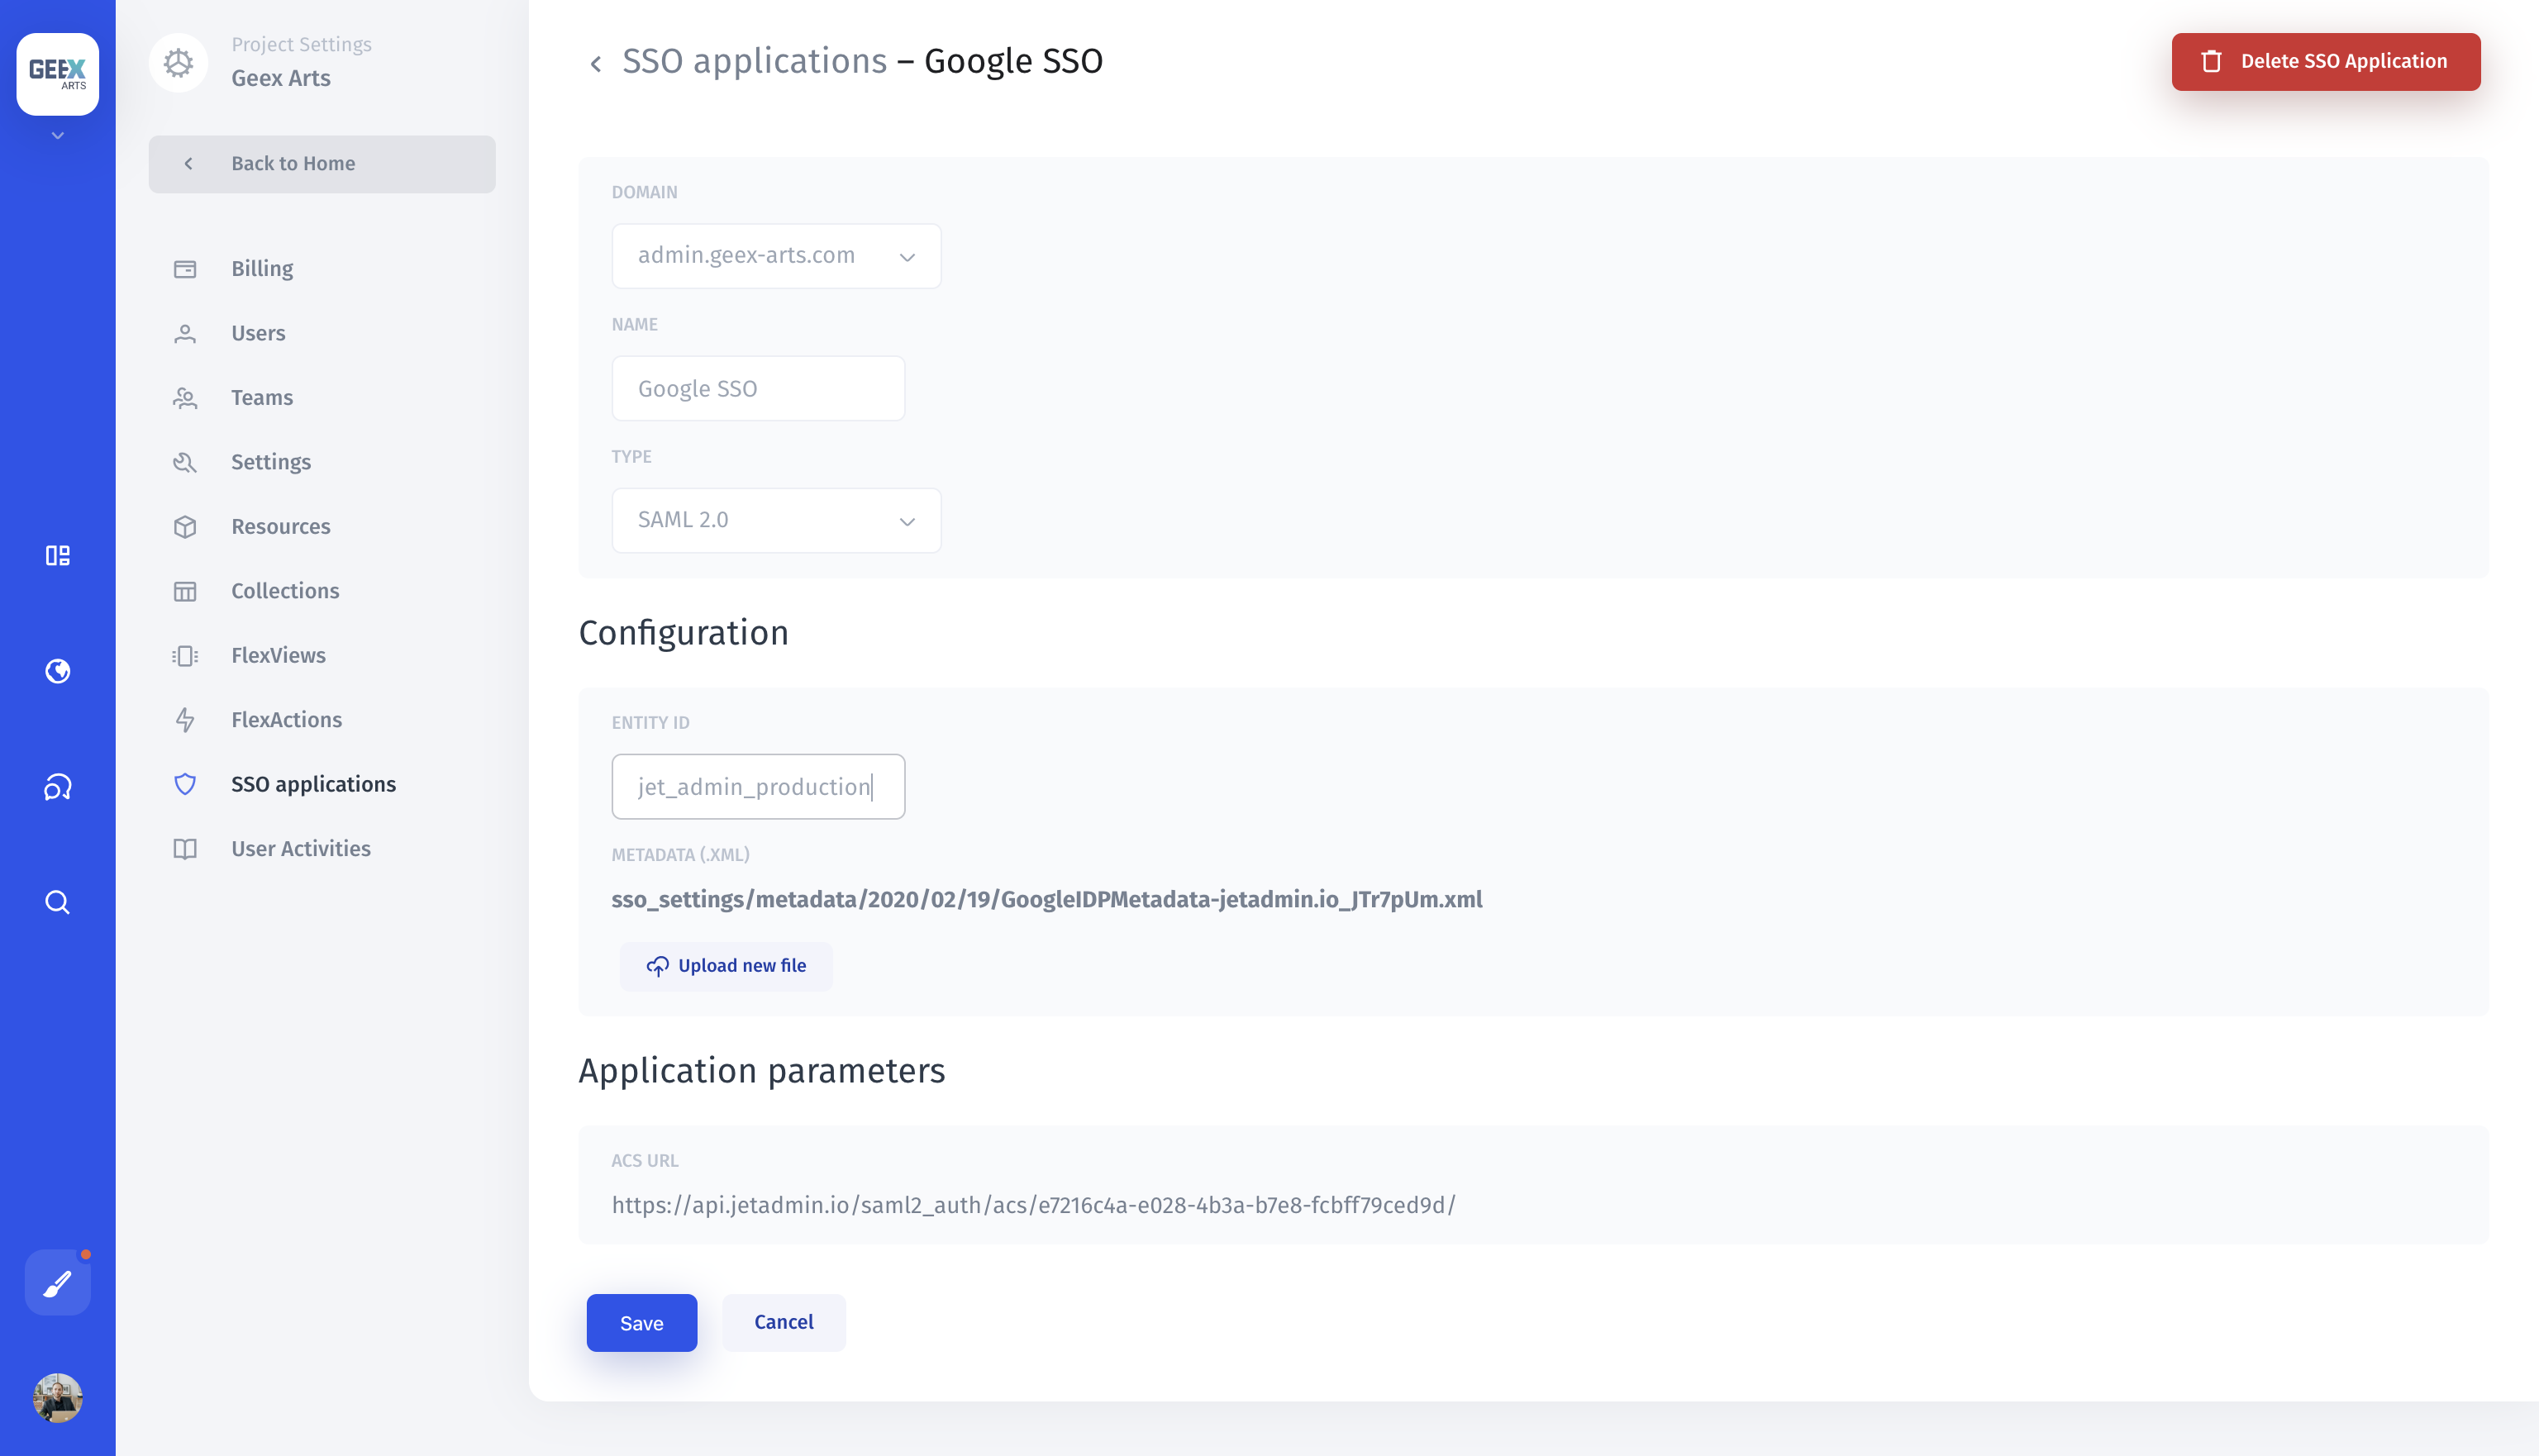 GEEX
ARTS
Project Settings
Geex Arts
Back to Home
Billing
Users
Teams
Settings
Resources
Collections
FlexViews
FlexActions
SSO applications
User Activities
SSO applications – Google SSO
Delete SSO Application
DOMAIN
admin.geex-arts.com
NAME
Google SSO
TYPE
SAML 2.0
Configuration
ENTITY ID
jet_admin_production
METADATA (.XML)
sso_settings/metadata/2020/02/19/GoogleIDPMetadata-jetadmin.io_JTr7pUm.xml
Upload new file
Application parameters
ACS URL
https://api.jetadmin.io/saml2_auth/acs/e7216c4a-e028-4b3a-b7e8-fcbff79ced9d/
Save
Cancel